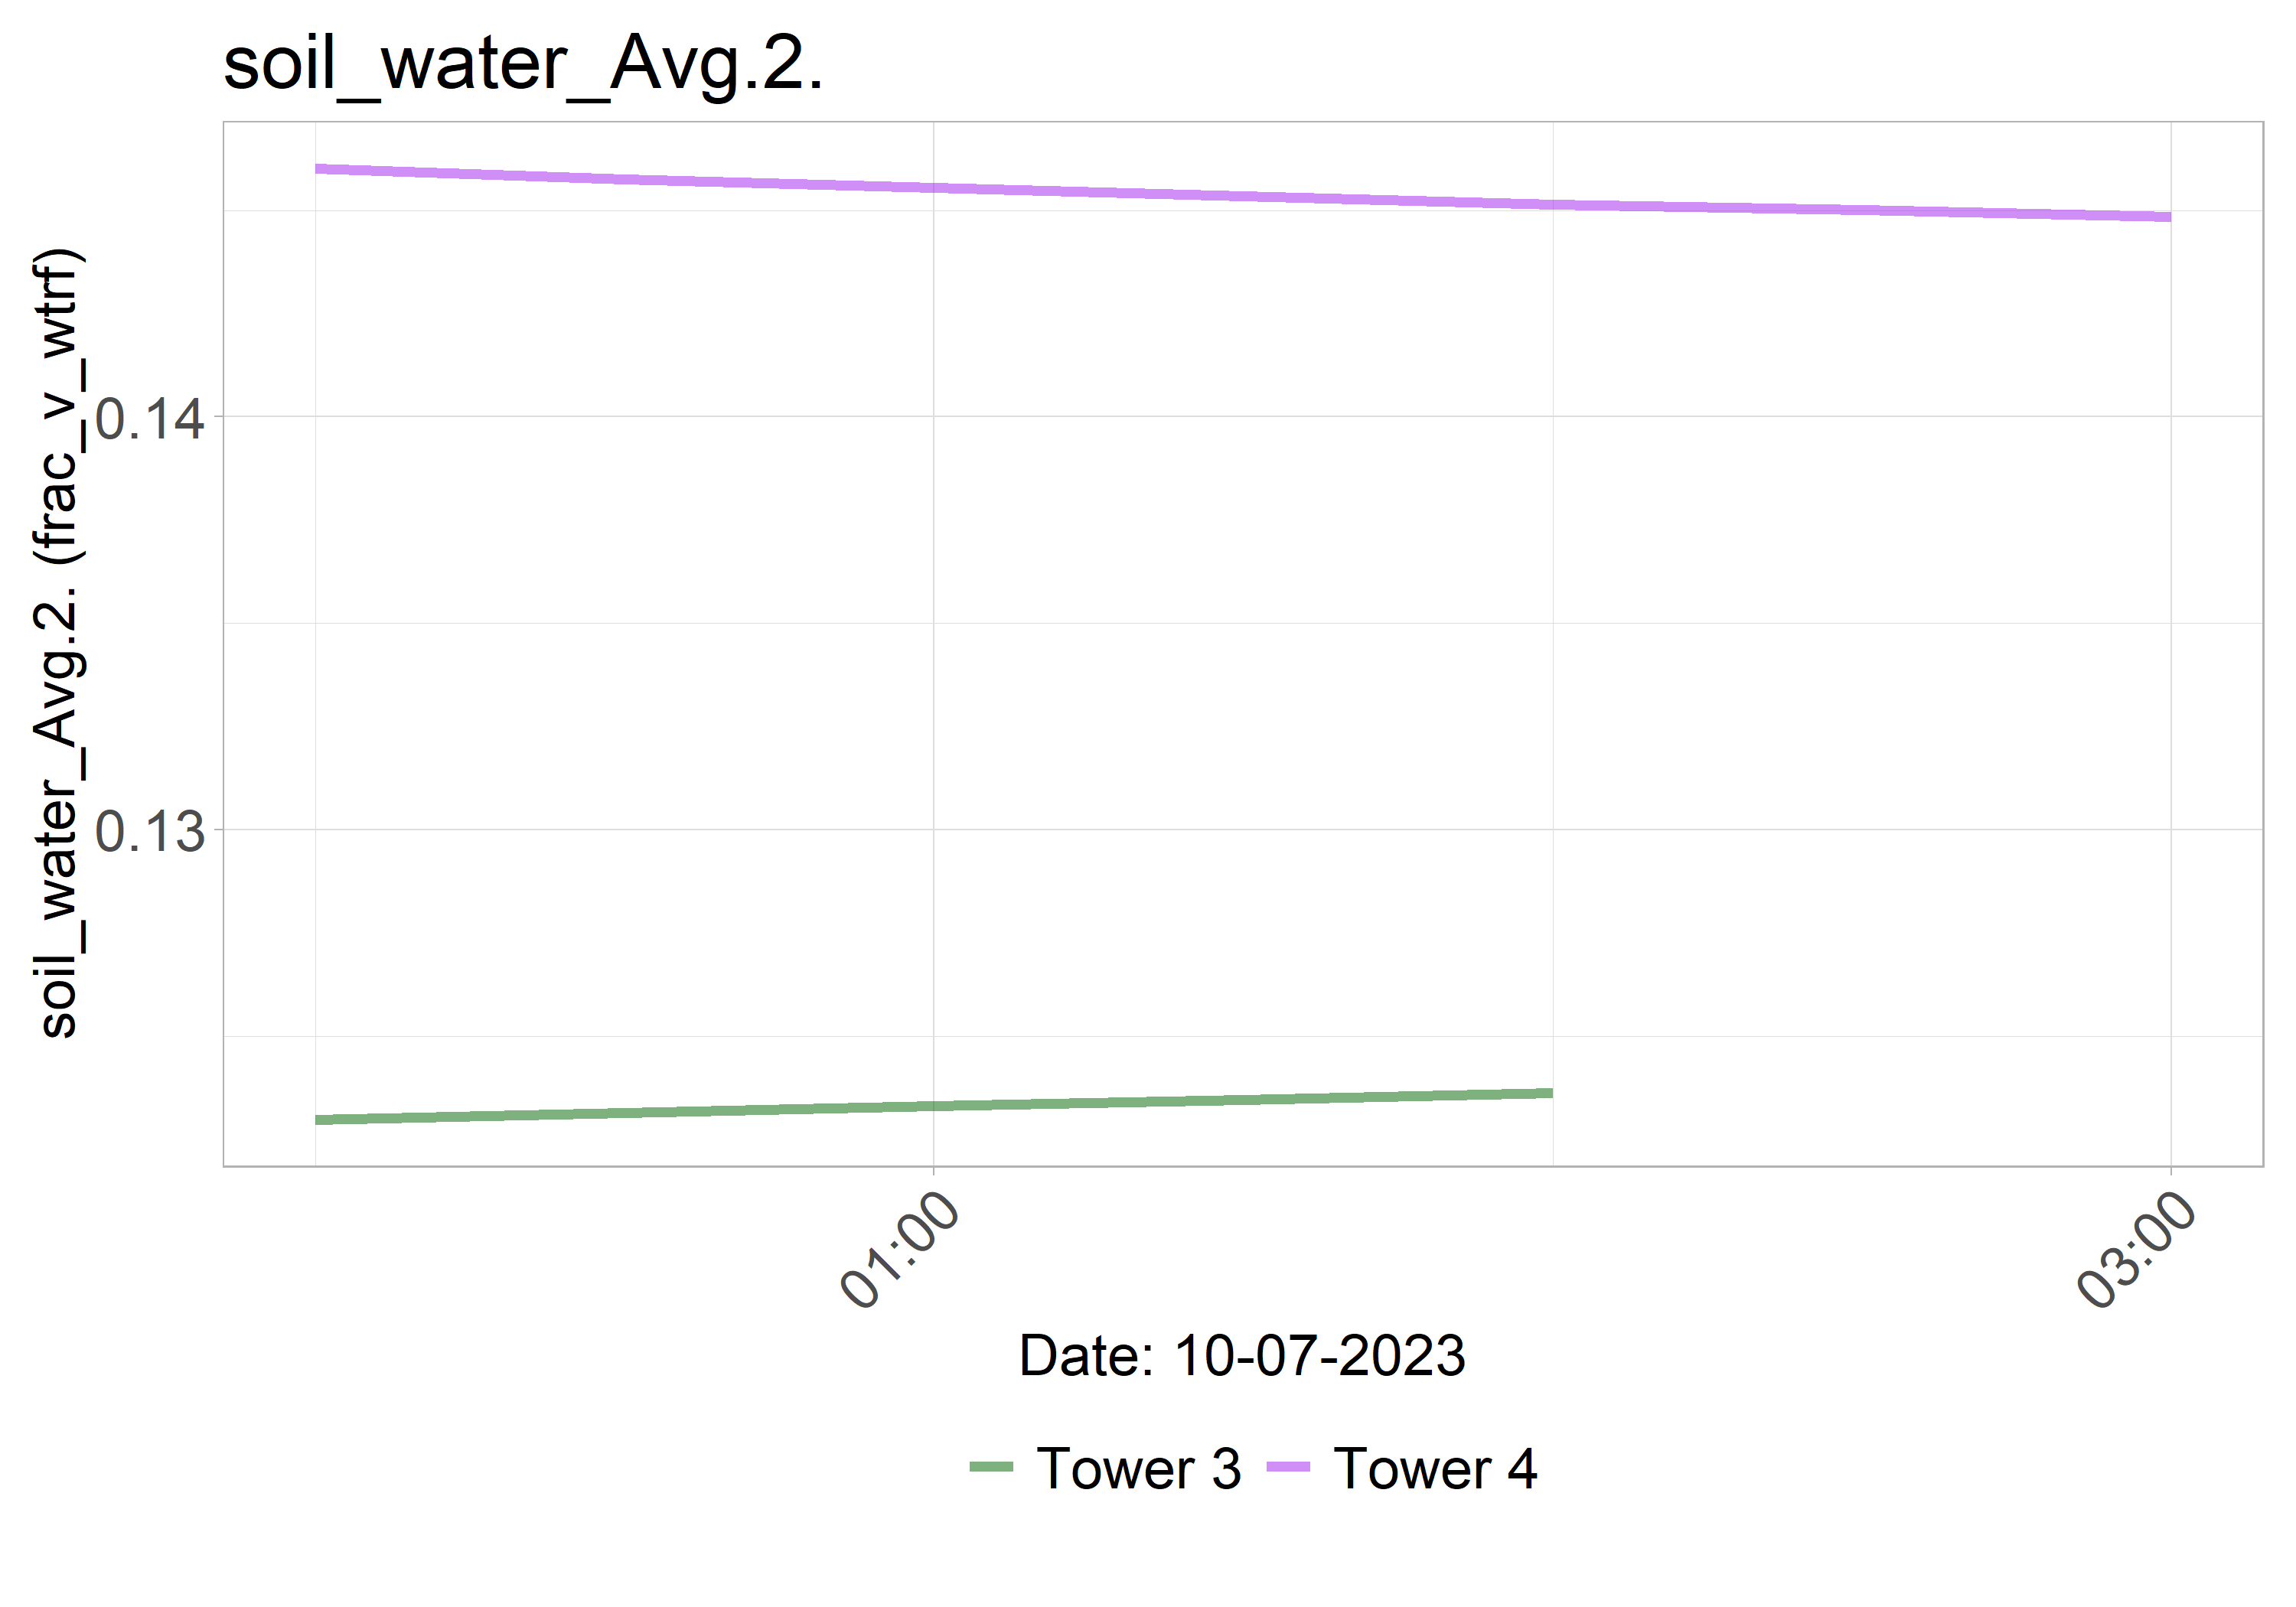 soil_water_Avg.2.
soil_water_Avg.2. (frac_v_wtrf)
0.14
0.13
01:00
03:00
Date: 10-07-2023
Tower 3
Tower 4